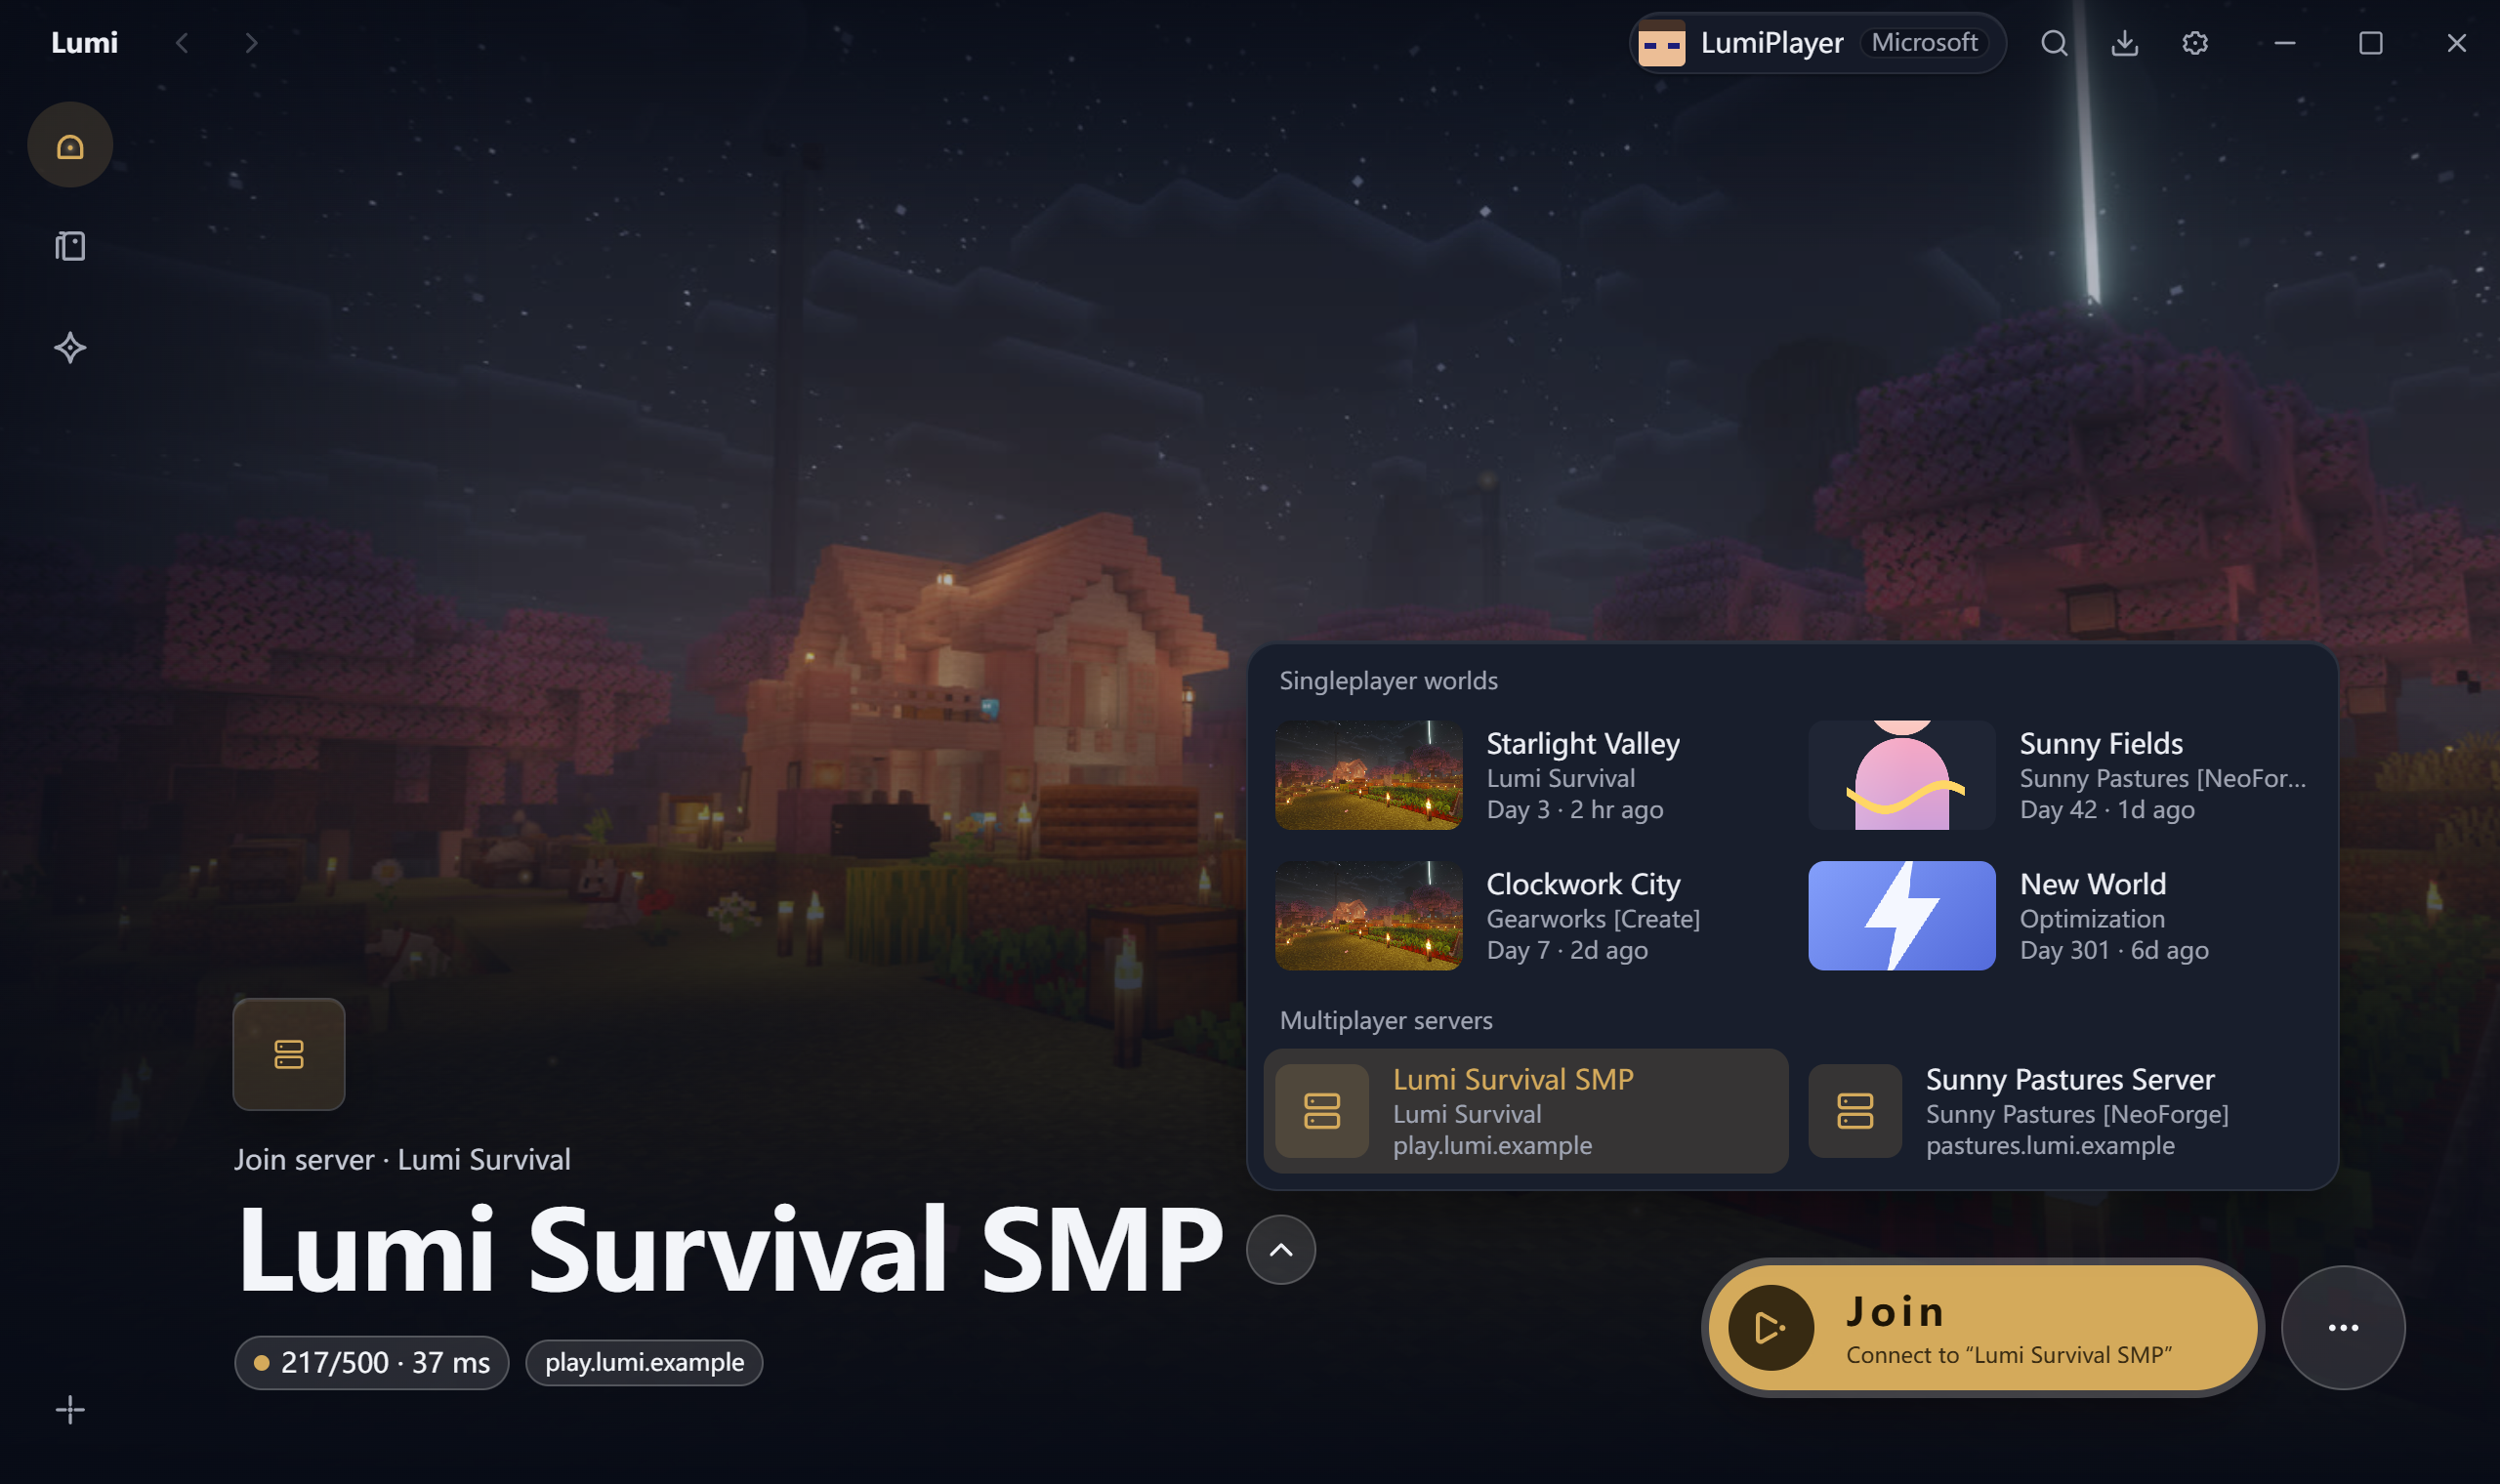 Lumi
LumiPlayer Microsoft
Singleplayer worlds
Starlight Valley
Lumi Survival
Day 3 · 2 hr ago
Sunny Fields
Sunny Pastures [NeoFor...
Day 42 · 1d ago
Clockwork City
Gearworks [Create]
Day 7 · 2d ago
New World
Optimization
Day 301 · 6d ago
Multiplayer servers
Lumi Survival SMP
Lumi Survival
play.lumi.example
Sunny Pastures Server
Sunny Pastures [NeoForge]
pastures.lumi.example
Join server · Lumi Survival
Lumi Survival SMP
217/500 · 37 ms
play.lumi.example
Join
Connect to “Lumi Survival SMP”